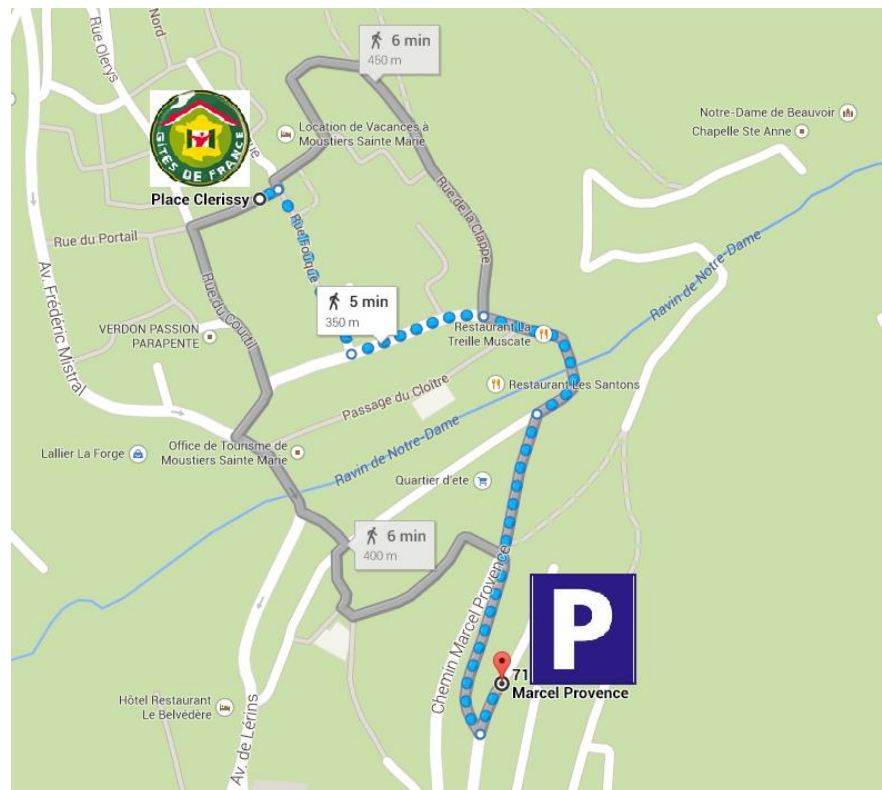 Nord
Rue Olerys
6 min
450 m
Notre-Dame de Beauvoir
Chapelle Ste Anne
GÎTES DE FRANCE
Location de Vacances à
Moustiers Sainte Marie
Place Clerissy
Rue du Portail
Rue de la Clappe
Rue Fouque
Av. Frédéric Mistral
Rue du Courtil
Ravin de Notre-Dame
5 min
350 m
VERDON PASSION
PARAPENTE
Restaurant La
Treille Muscate
Restaurant Les Santons
Passage du Cloître
Lallier La Forge
Office de Tourisme de
Moustiers Sainte Marie
Ravin de Notre-Dame
Quartier d'ete
6 min
400 m
Chemin Marcel Provence
P
71
Marcel Provence
Hôtel Restaurant
Le Belvédère
Av. de Lérins